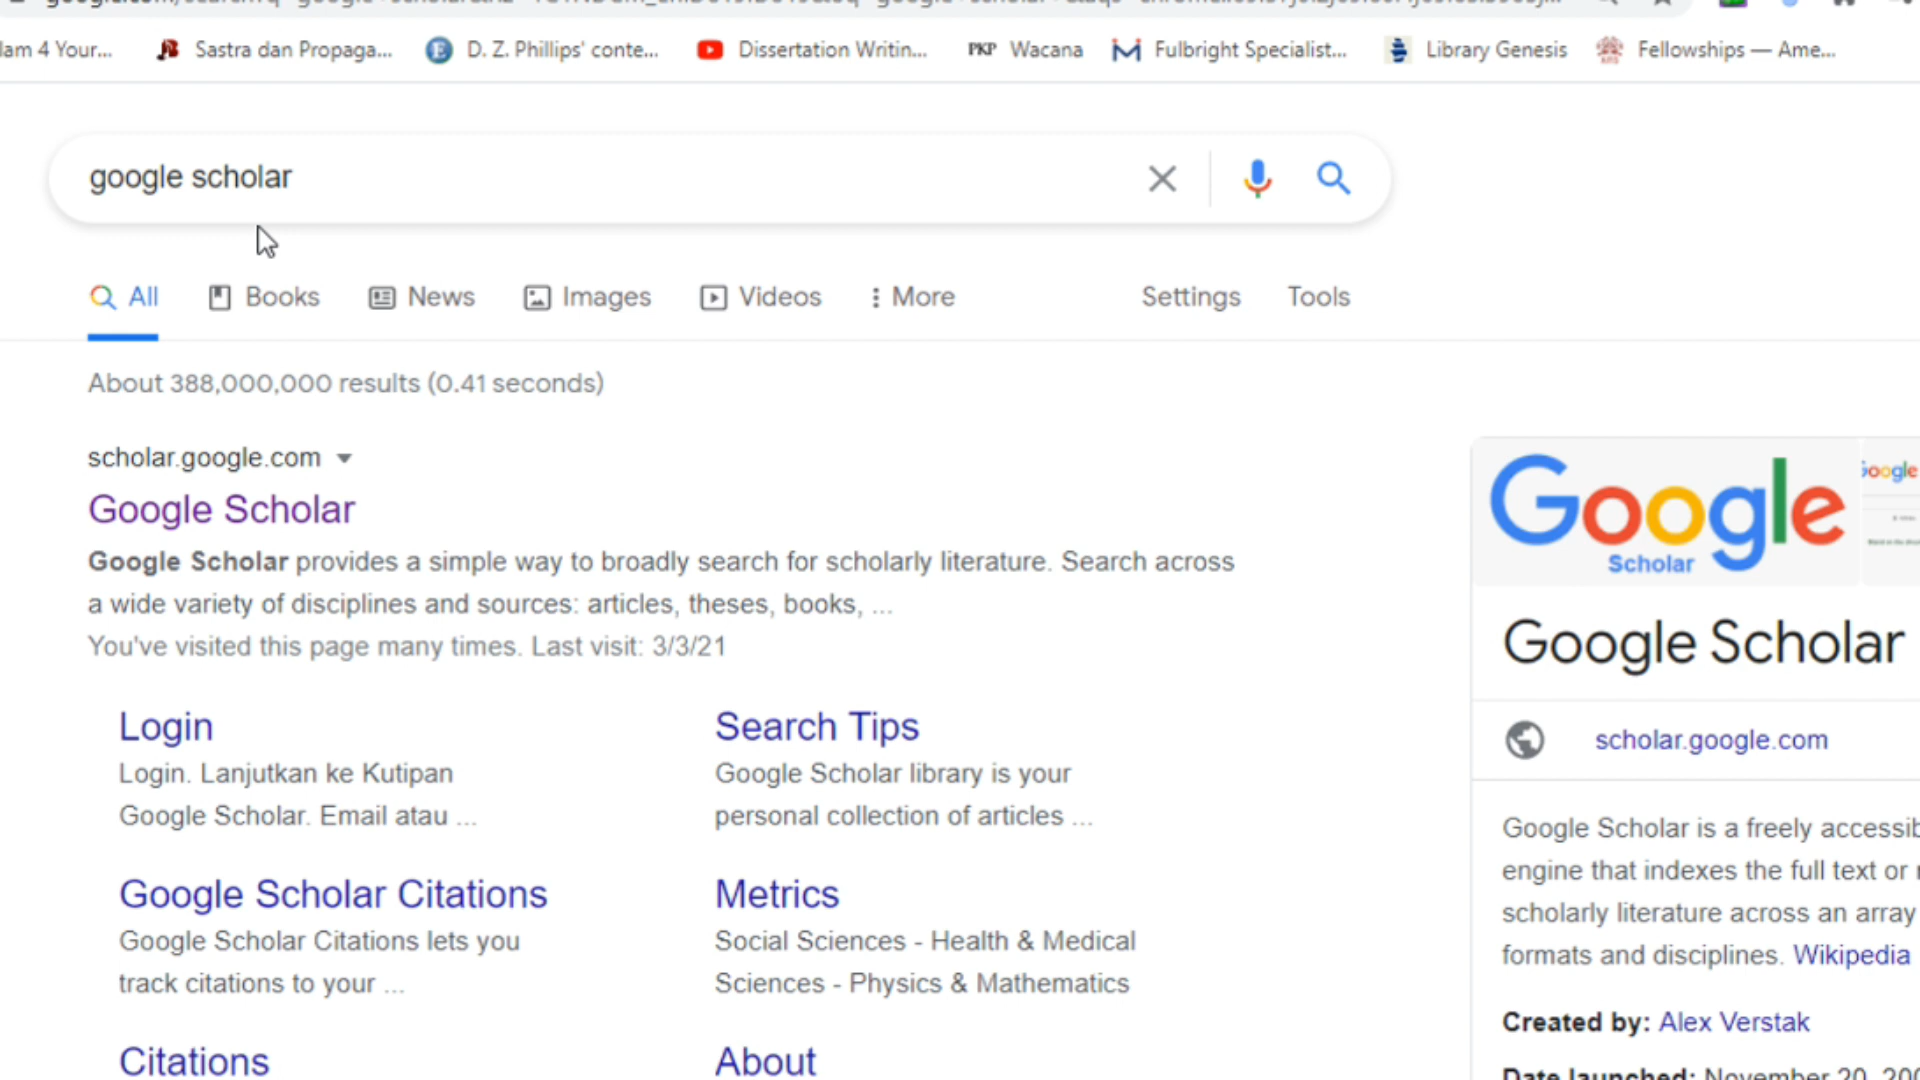 lam 4 Your...
Sastra dan Propaga...
D. Z. Phillips' conte...
Dissertation Writin...
PKP Wacana
Fulbright Specialist...
Library Genesis
Fellowships — Ame...
google scholar
All
Books
News
Images
Videos
More
Settings
Tools
About 388,000,000 results (0.41 seconds)
scholar.google.com
Google Scholar
Google Scholar provides a simple way to broadly search for scholarly literature. Search across
a wide variety of disciplines and sources: articles, theses, books, ...
You've visited this page many times. Last visit: 3/3/21
Login
Login. Lanjutkan ke Kutipan
Google Scholar. Email atau ...
Search Tips
Google Scholar library is your
personal collection of articles ...
Google Scholar Citations
Google Scholar Citations lets you
track citations to your ...
Metrics
Social Sciences - Health & Medical
Sciences - Physics & Mathematics
Citations
About
Google
Scholar
Google
Google Scholar
scholar.google.com
Google Scholar is a freely accessib
engine that indexes the full text or
scholarly literature across an array
formats and disciplines. Wikipedia
Created by: Alex Verstak
Date launched: November 20, 200